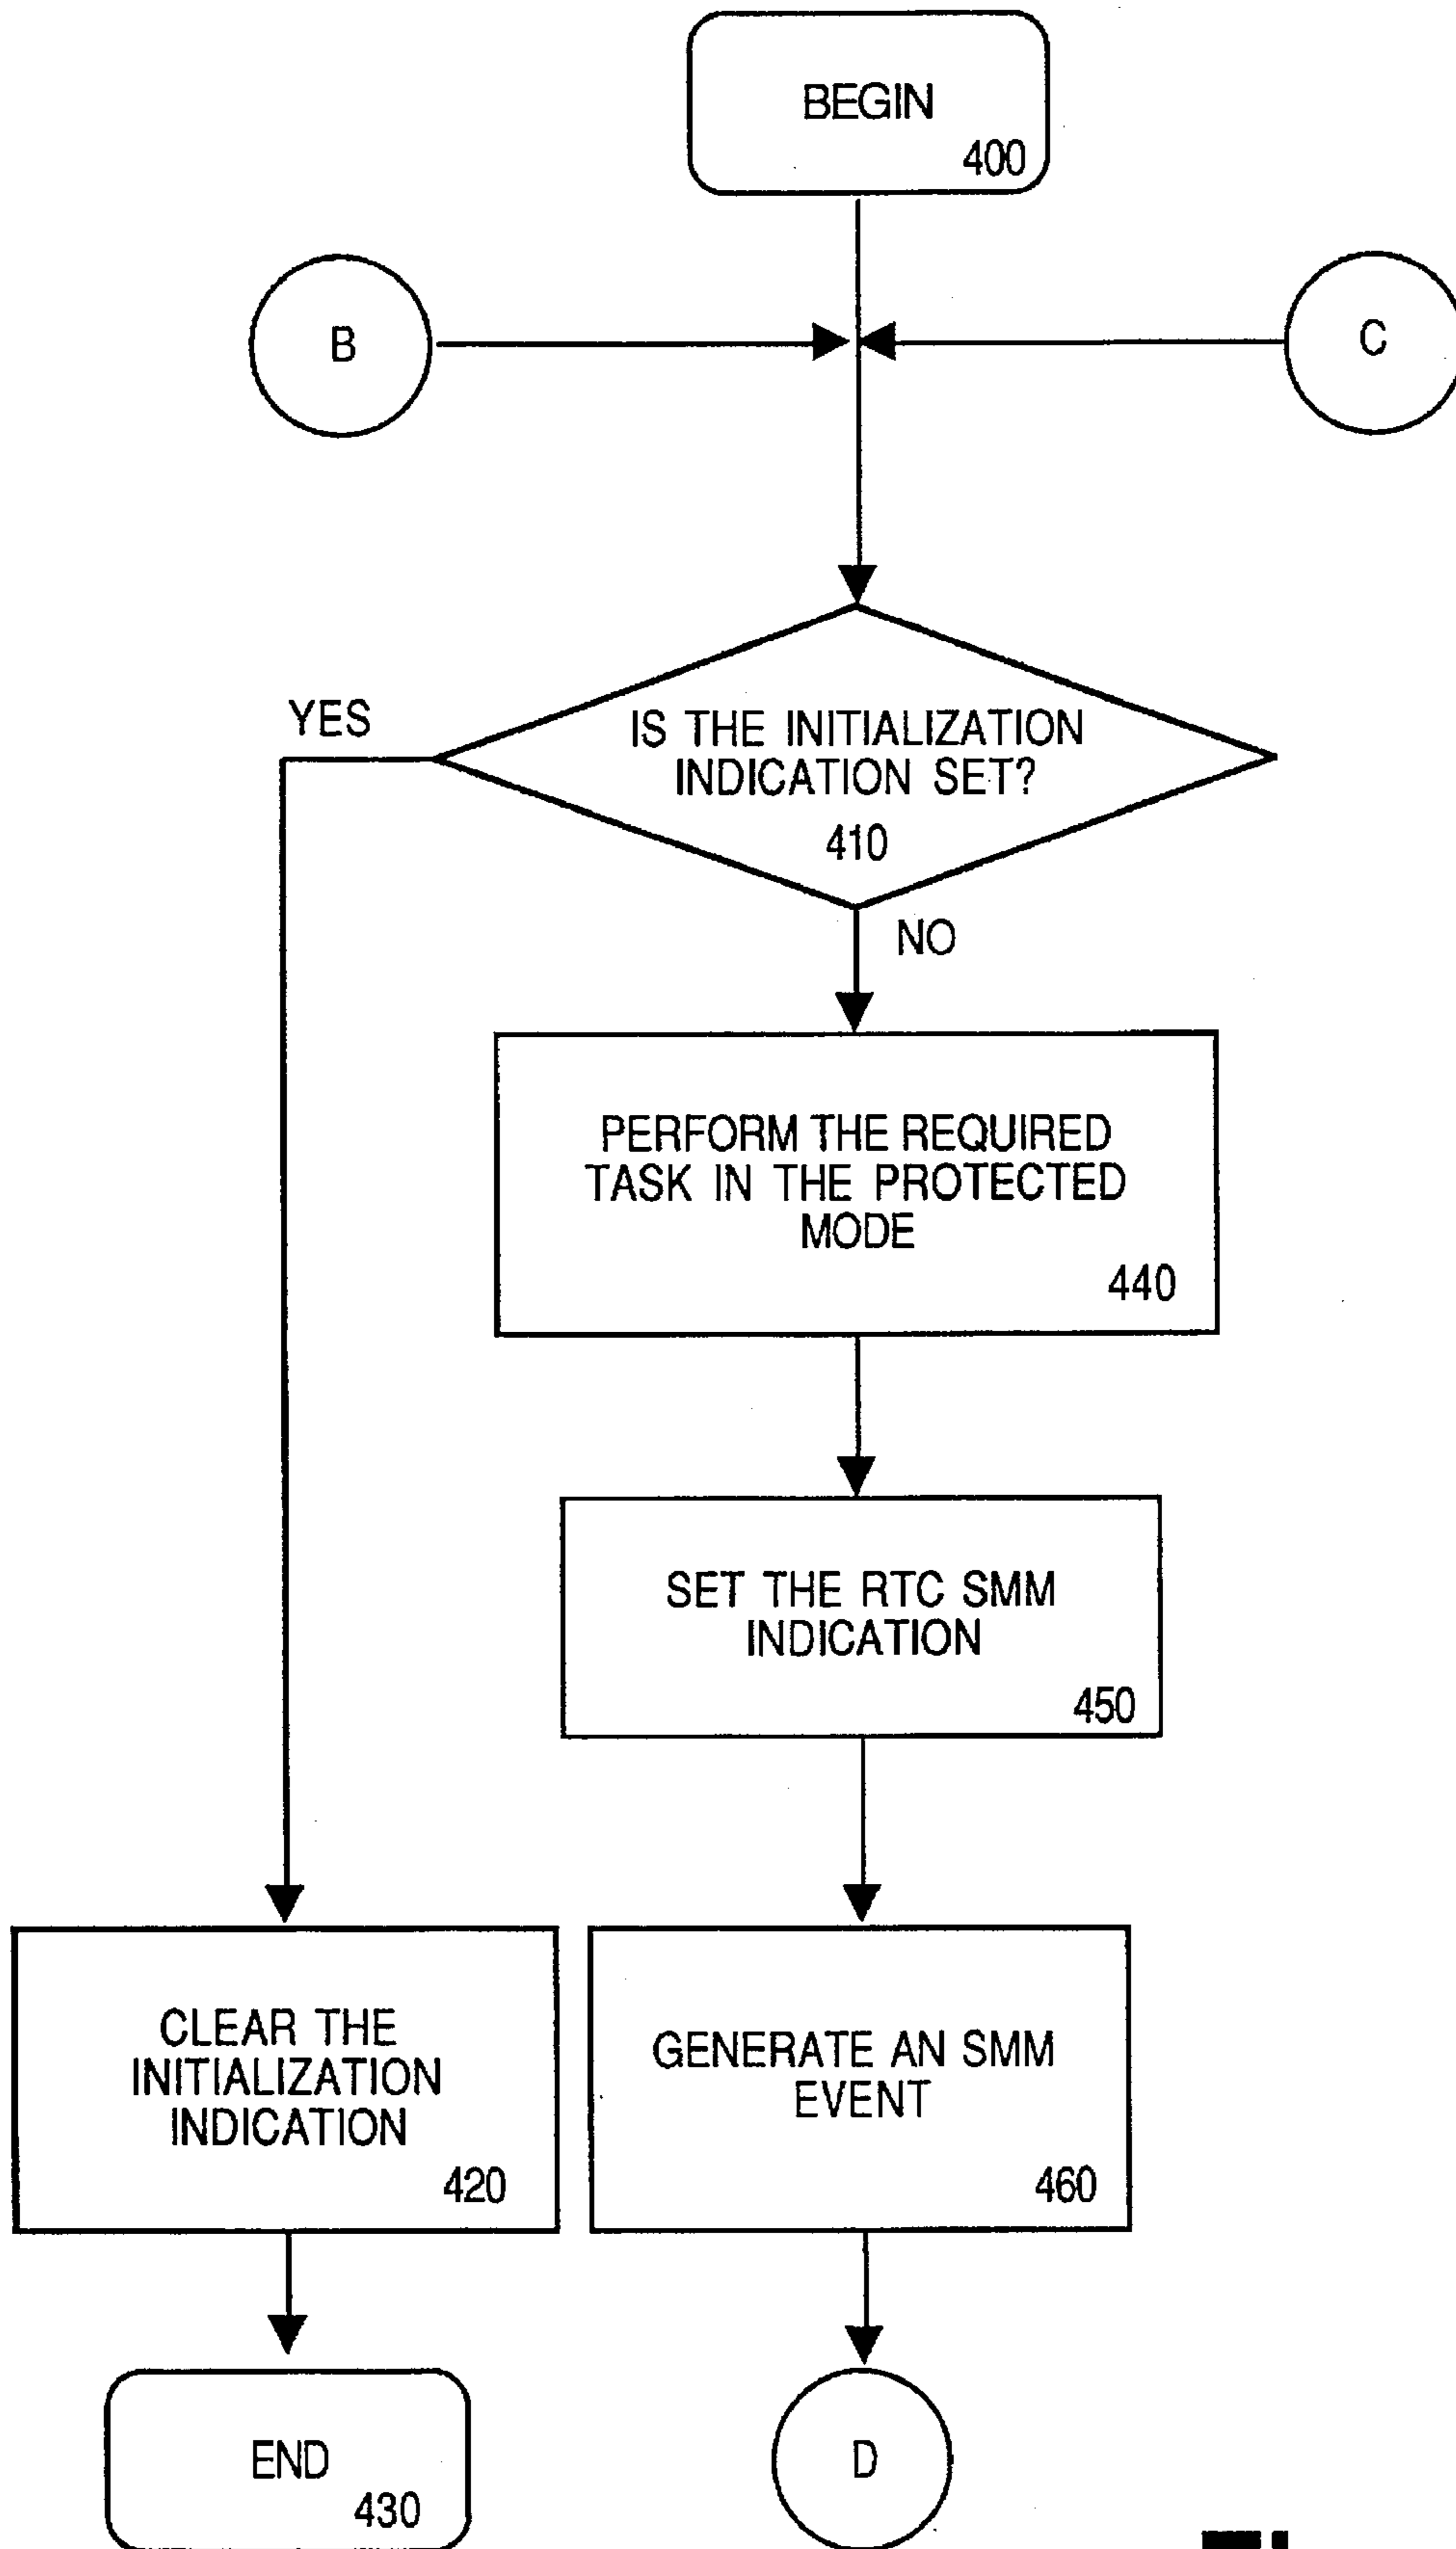 BEGIN
400
B
C
YES
IS THE INITIALIZATION
INDICATION SET?
410
NO
PERFORM THE REQUIRED
TASK IN THE PROTECTED
MODE
440
SET THE RTC SMM
INDICATION
450
CLEAR THE
INITIALIZATION
INDICATION
420
GENERATE AN SMM
EVENT
460
END
430
D